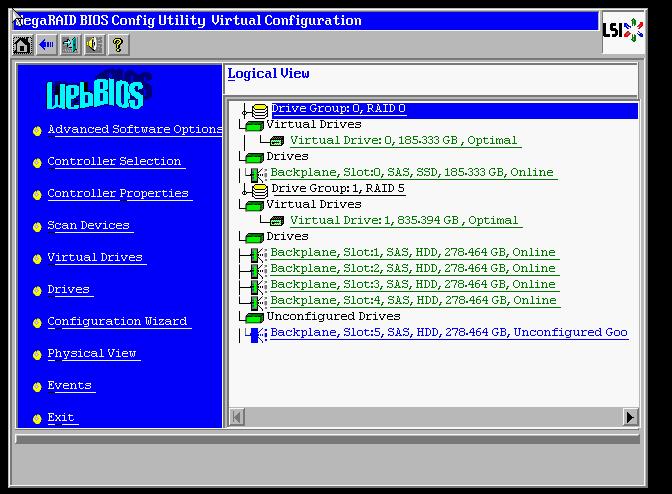 MegaRAID BIOS Config Utility Virtual Configuration
LSI
?
WebBIOS
Logical View
Advanced Software Options
Controller Selection
Controller Properties
Scan Devices
Virtual Drives
Drives
Configuration Wizard
Physical View
Events
Exit
Drive Group: 0, RAID 0
Virtual Drives
Virtual Drive: 0, 185.333 GB, Optimal
Drives
Backplane, Slot:0, SAS, SSD, 185.333 GB, Online
Drive Group: 1, RAID 5
Virtual Drives
Virtual Drive: 1, 835.394 GB, Optimal
Drives
Backplane, Slot:1, SAS, HDD, 278.464 GB, Online
Backplane, Slot:2, SAS, HDD, 278.464 GB, Online
Backplane, Slot:3, SAS, HDD, 278.464 GB, Online
Backplane, Slot:4, SAS, HDD, 278.464 GB, Online
Unconfigured Drives
Backplane, Slot:5, SAS, HDD, 278.464 GB, Unconfigured Goo